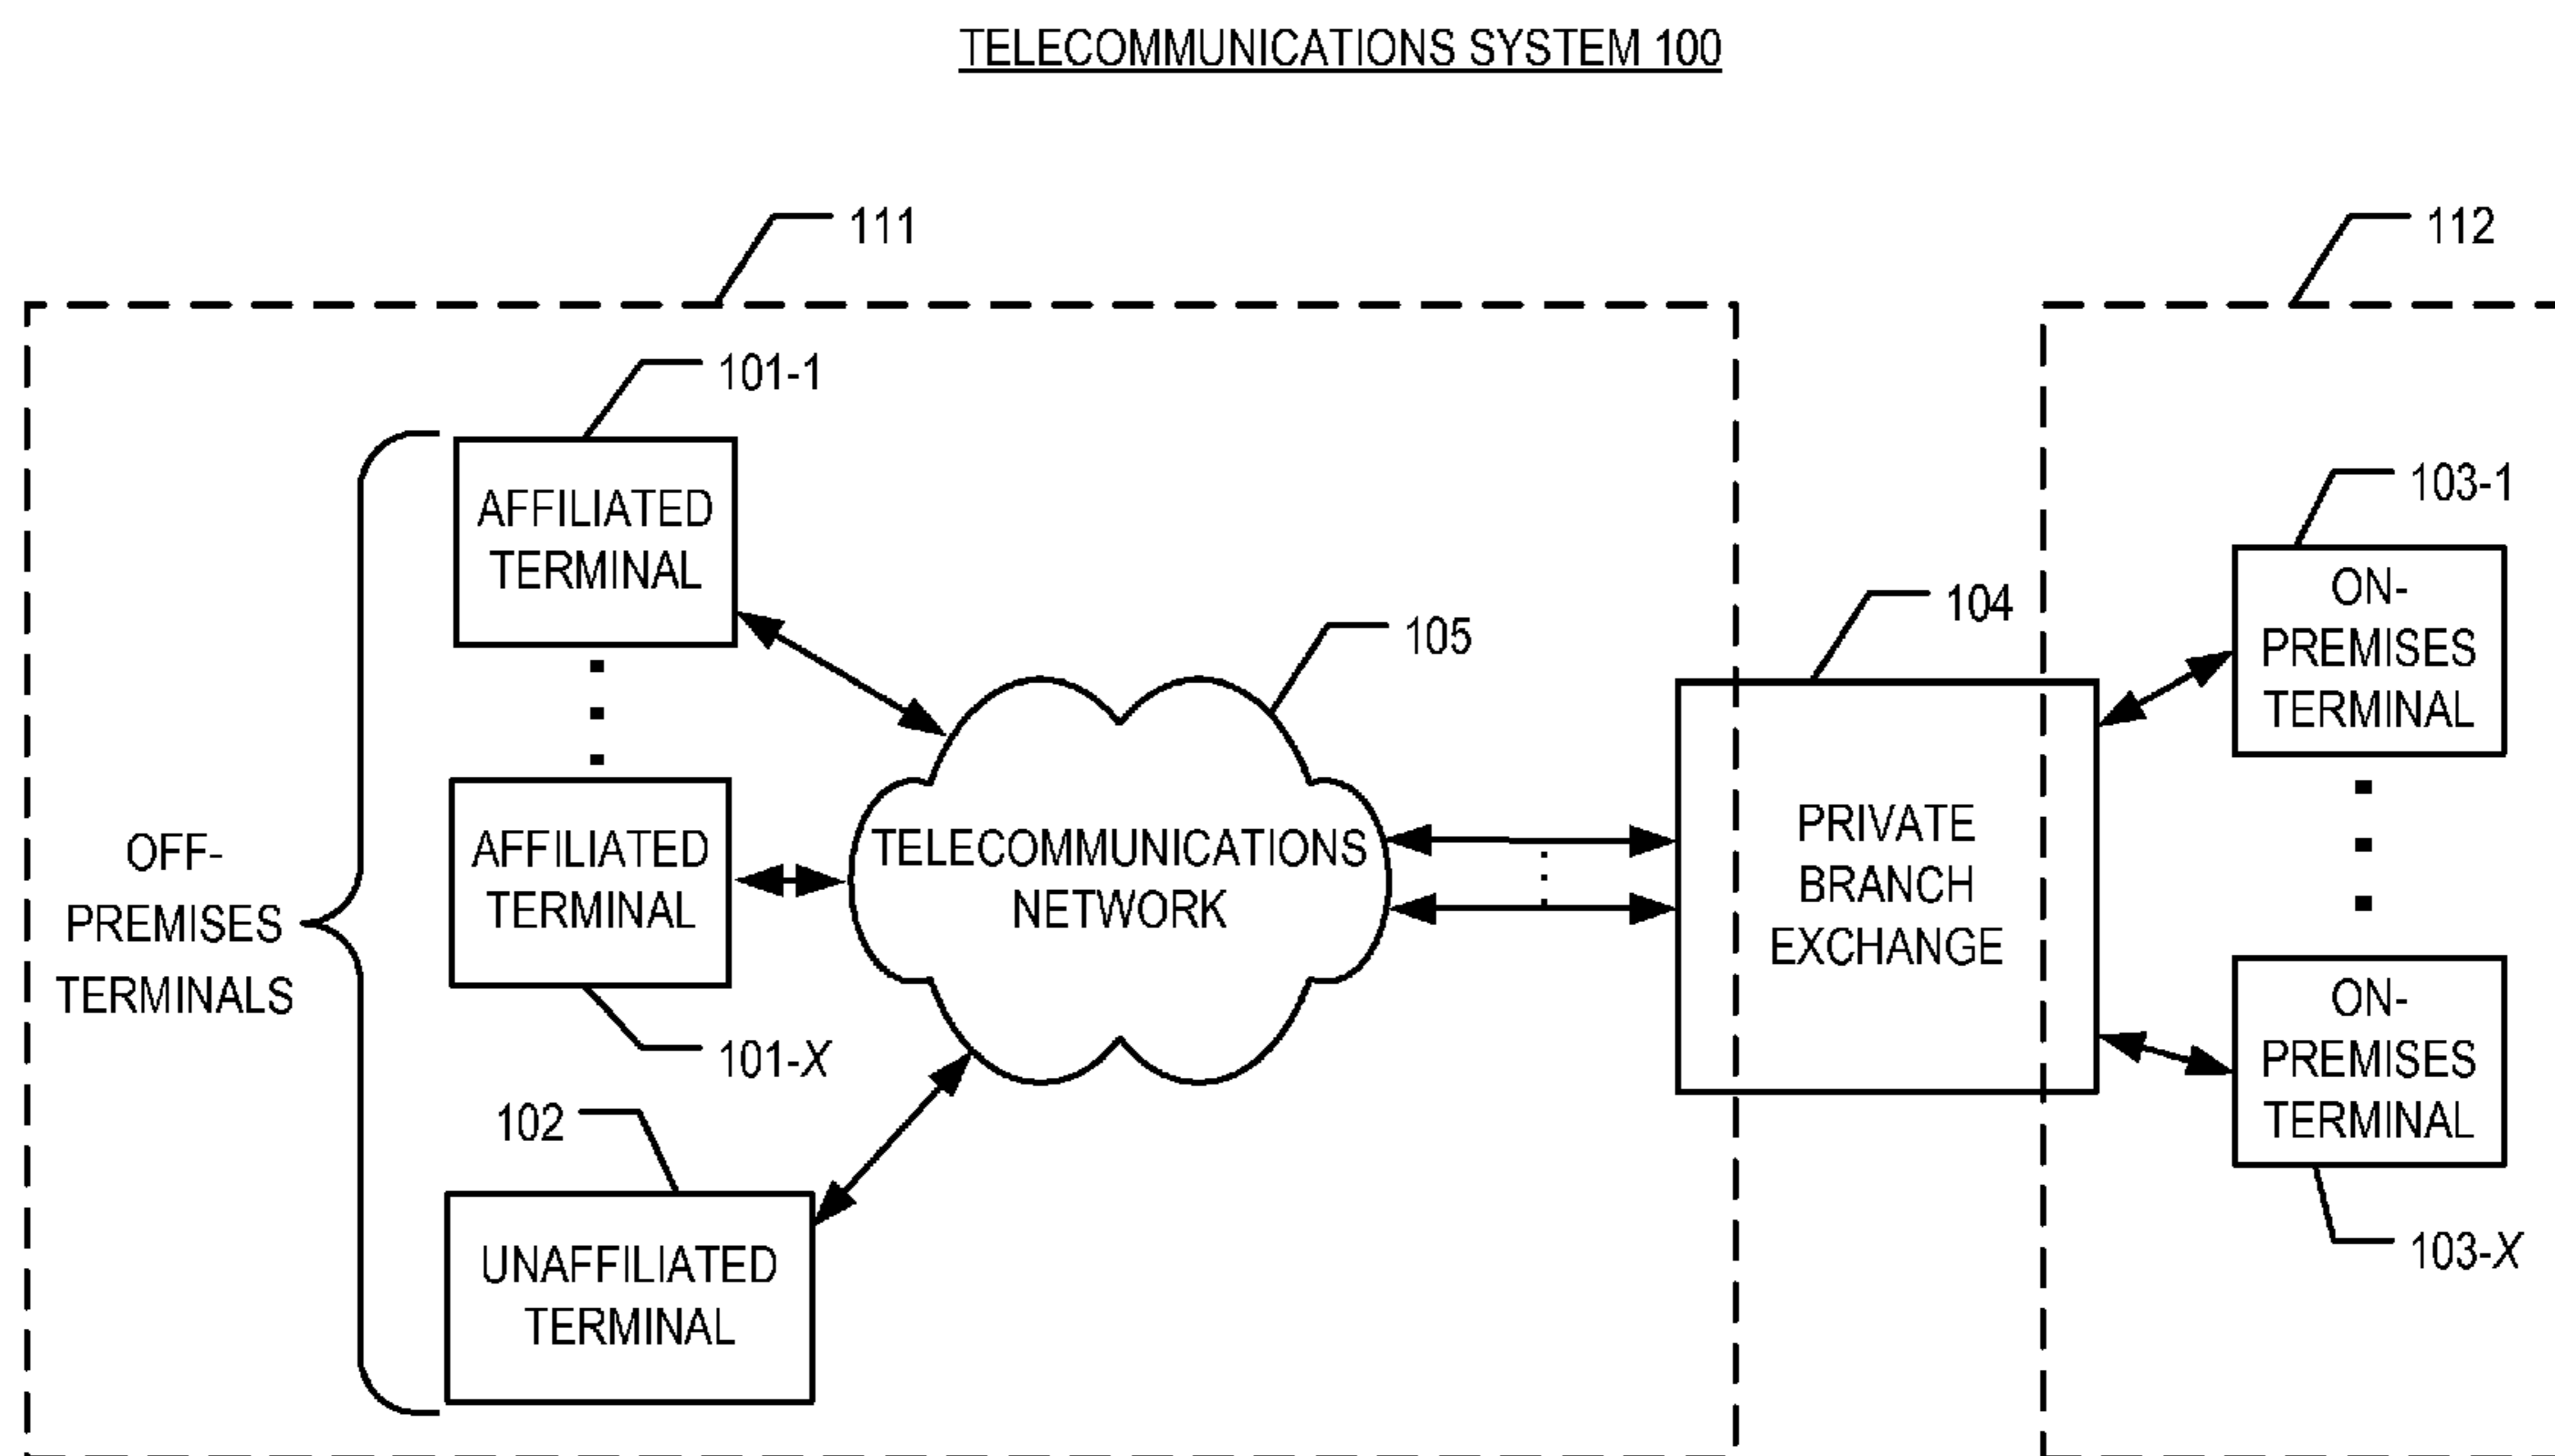 TELECOMMUNICATIONS SYSTEM 100
111
112
101-1
AFFILIATED
TERMINAL
103-1
ON-
PREMISES
TERMINAL
104
105
OFF-
PREMISES
TERMINALS
AFFILIATED
TERMINAL
101-X
TELECOMMUNICATIONS
NETWORK
PRIVATE
BRANCH
EXCHANGE
ON-
PREMISES
TERMINAL
103-X
102
UNAFFILIATED
TERMINAL